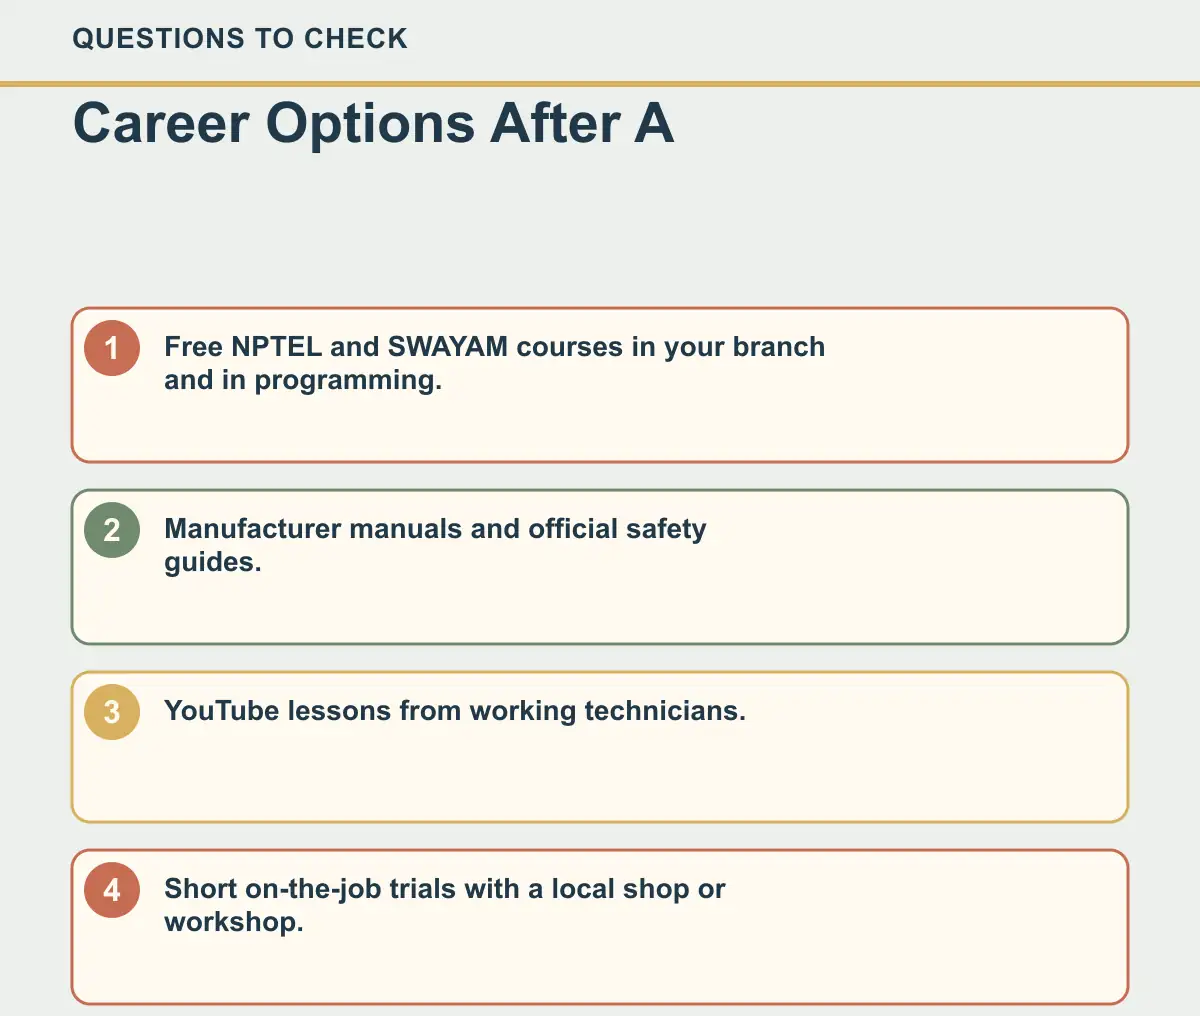 QUESTIONS TO CHECK
Career Options After A
1
Free NPTEL and SWAYAM courses in your branch
and in programming.
2
Manufacturer manuals and official safety
guides.
3
YouTube lessons from working technicians.
4
Short on-the-job trials with a local shop or
workshop.